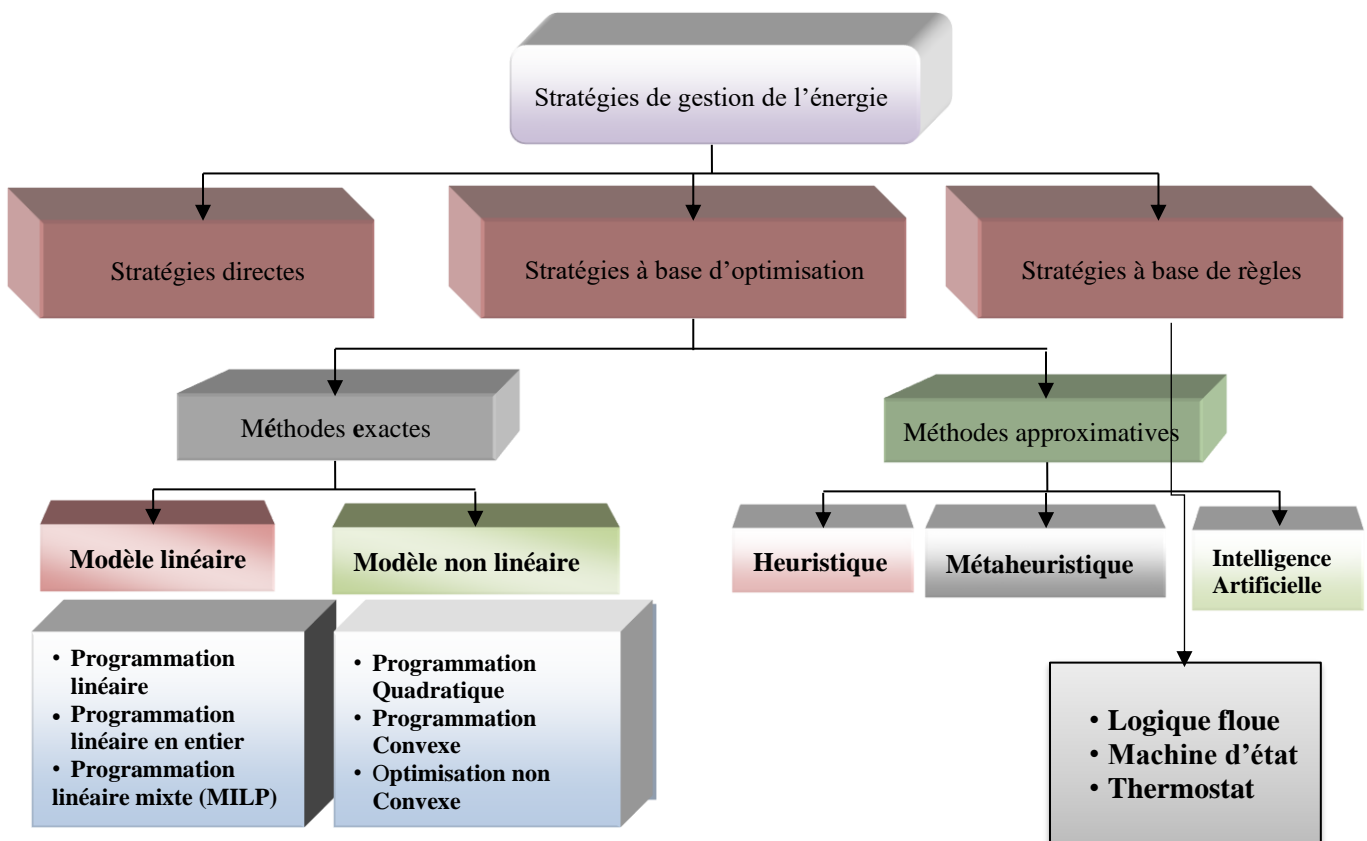 Stratégies de gestion de l’énergie
Stratégies directes
Stratégies à base d’optimisation
Stratégies à base de règles
Méthodes exactes
Méthodes approximatives
Modèle linéaire
Modèle non linéaire
Heuristique
Métaheuristique
Intelligence
Artificielle
• Programmation
linéaire
• Programmation
linéaire en entier
• Programmation
linéaire mixte (MILP)
• Programmation
Quadratique
• Programmation
Convexe
• Optimisation non
Convexe
• Logique floue
• Machine d’état
• Thermostat